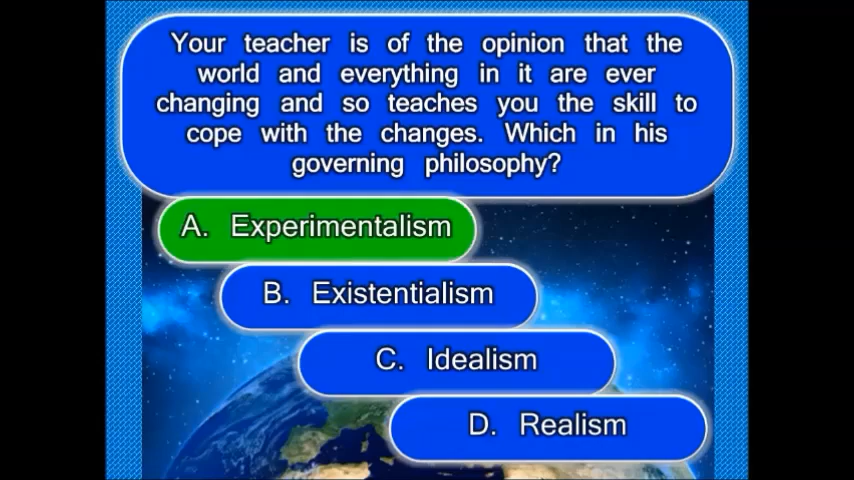 Your teacher is of the opinion that the
world and everything in it are ever
changing and so teaches you the skill to
cope with the changes. Which in his
governing philosophy?
A. Experimentalism
B. Existentialism
C. Idealism
D. Realism